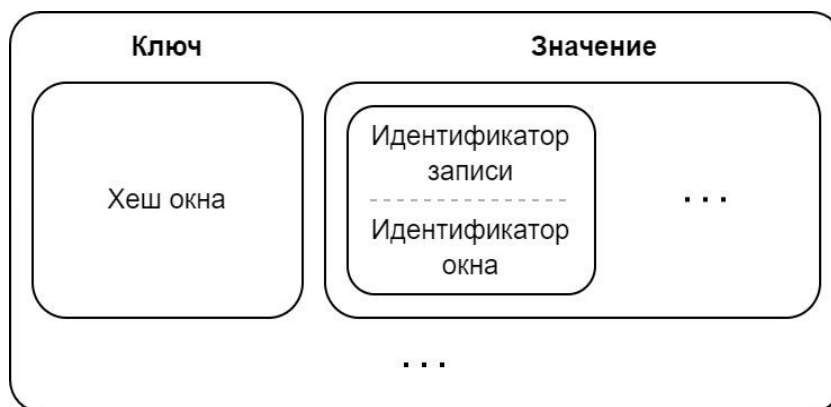 Ключ
Значение
Хеш окна
Идентификатор
записи
Идентификатор
окна
...
...